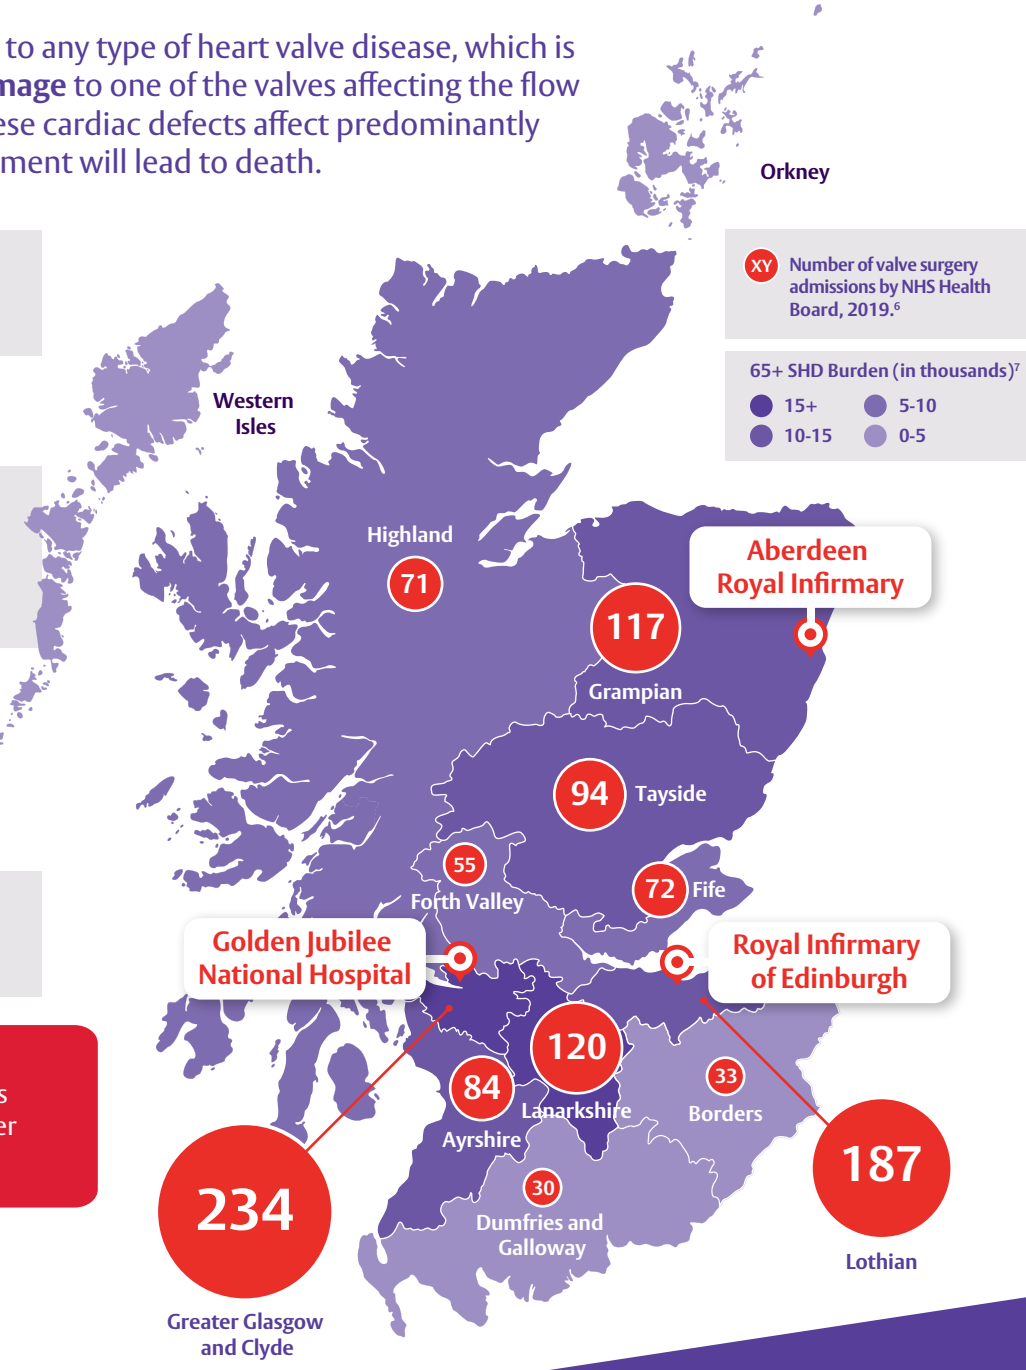 to any type of heart valve disease, which is
mage to one of the valves affecting the flow
ese cardiac defects affect predominantly
ment will lead to death.
Orkney
XY Number of valve surgery
admissions by NHS Health
Board, 2019.6
65+ SHD Burden (in thousands)7
15+ 5-10
10-15 0-5
Western
Isles
Highland
71
Aberdeen
Royal Infirmary
117
Grampian
94 Tayside
55
Forth Valley
72 Fife
Golden Jubilee
National Hospital
Royal Infirmary
of Edinburgh
120
Lanarkshire
84
Ayrshire
33
Borders
s
er
234
Greater Glasgow
and Clyde
187
Lothian
30
Dumfries and
Galloway